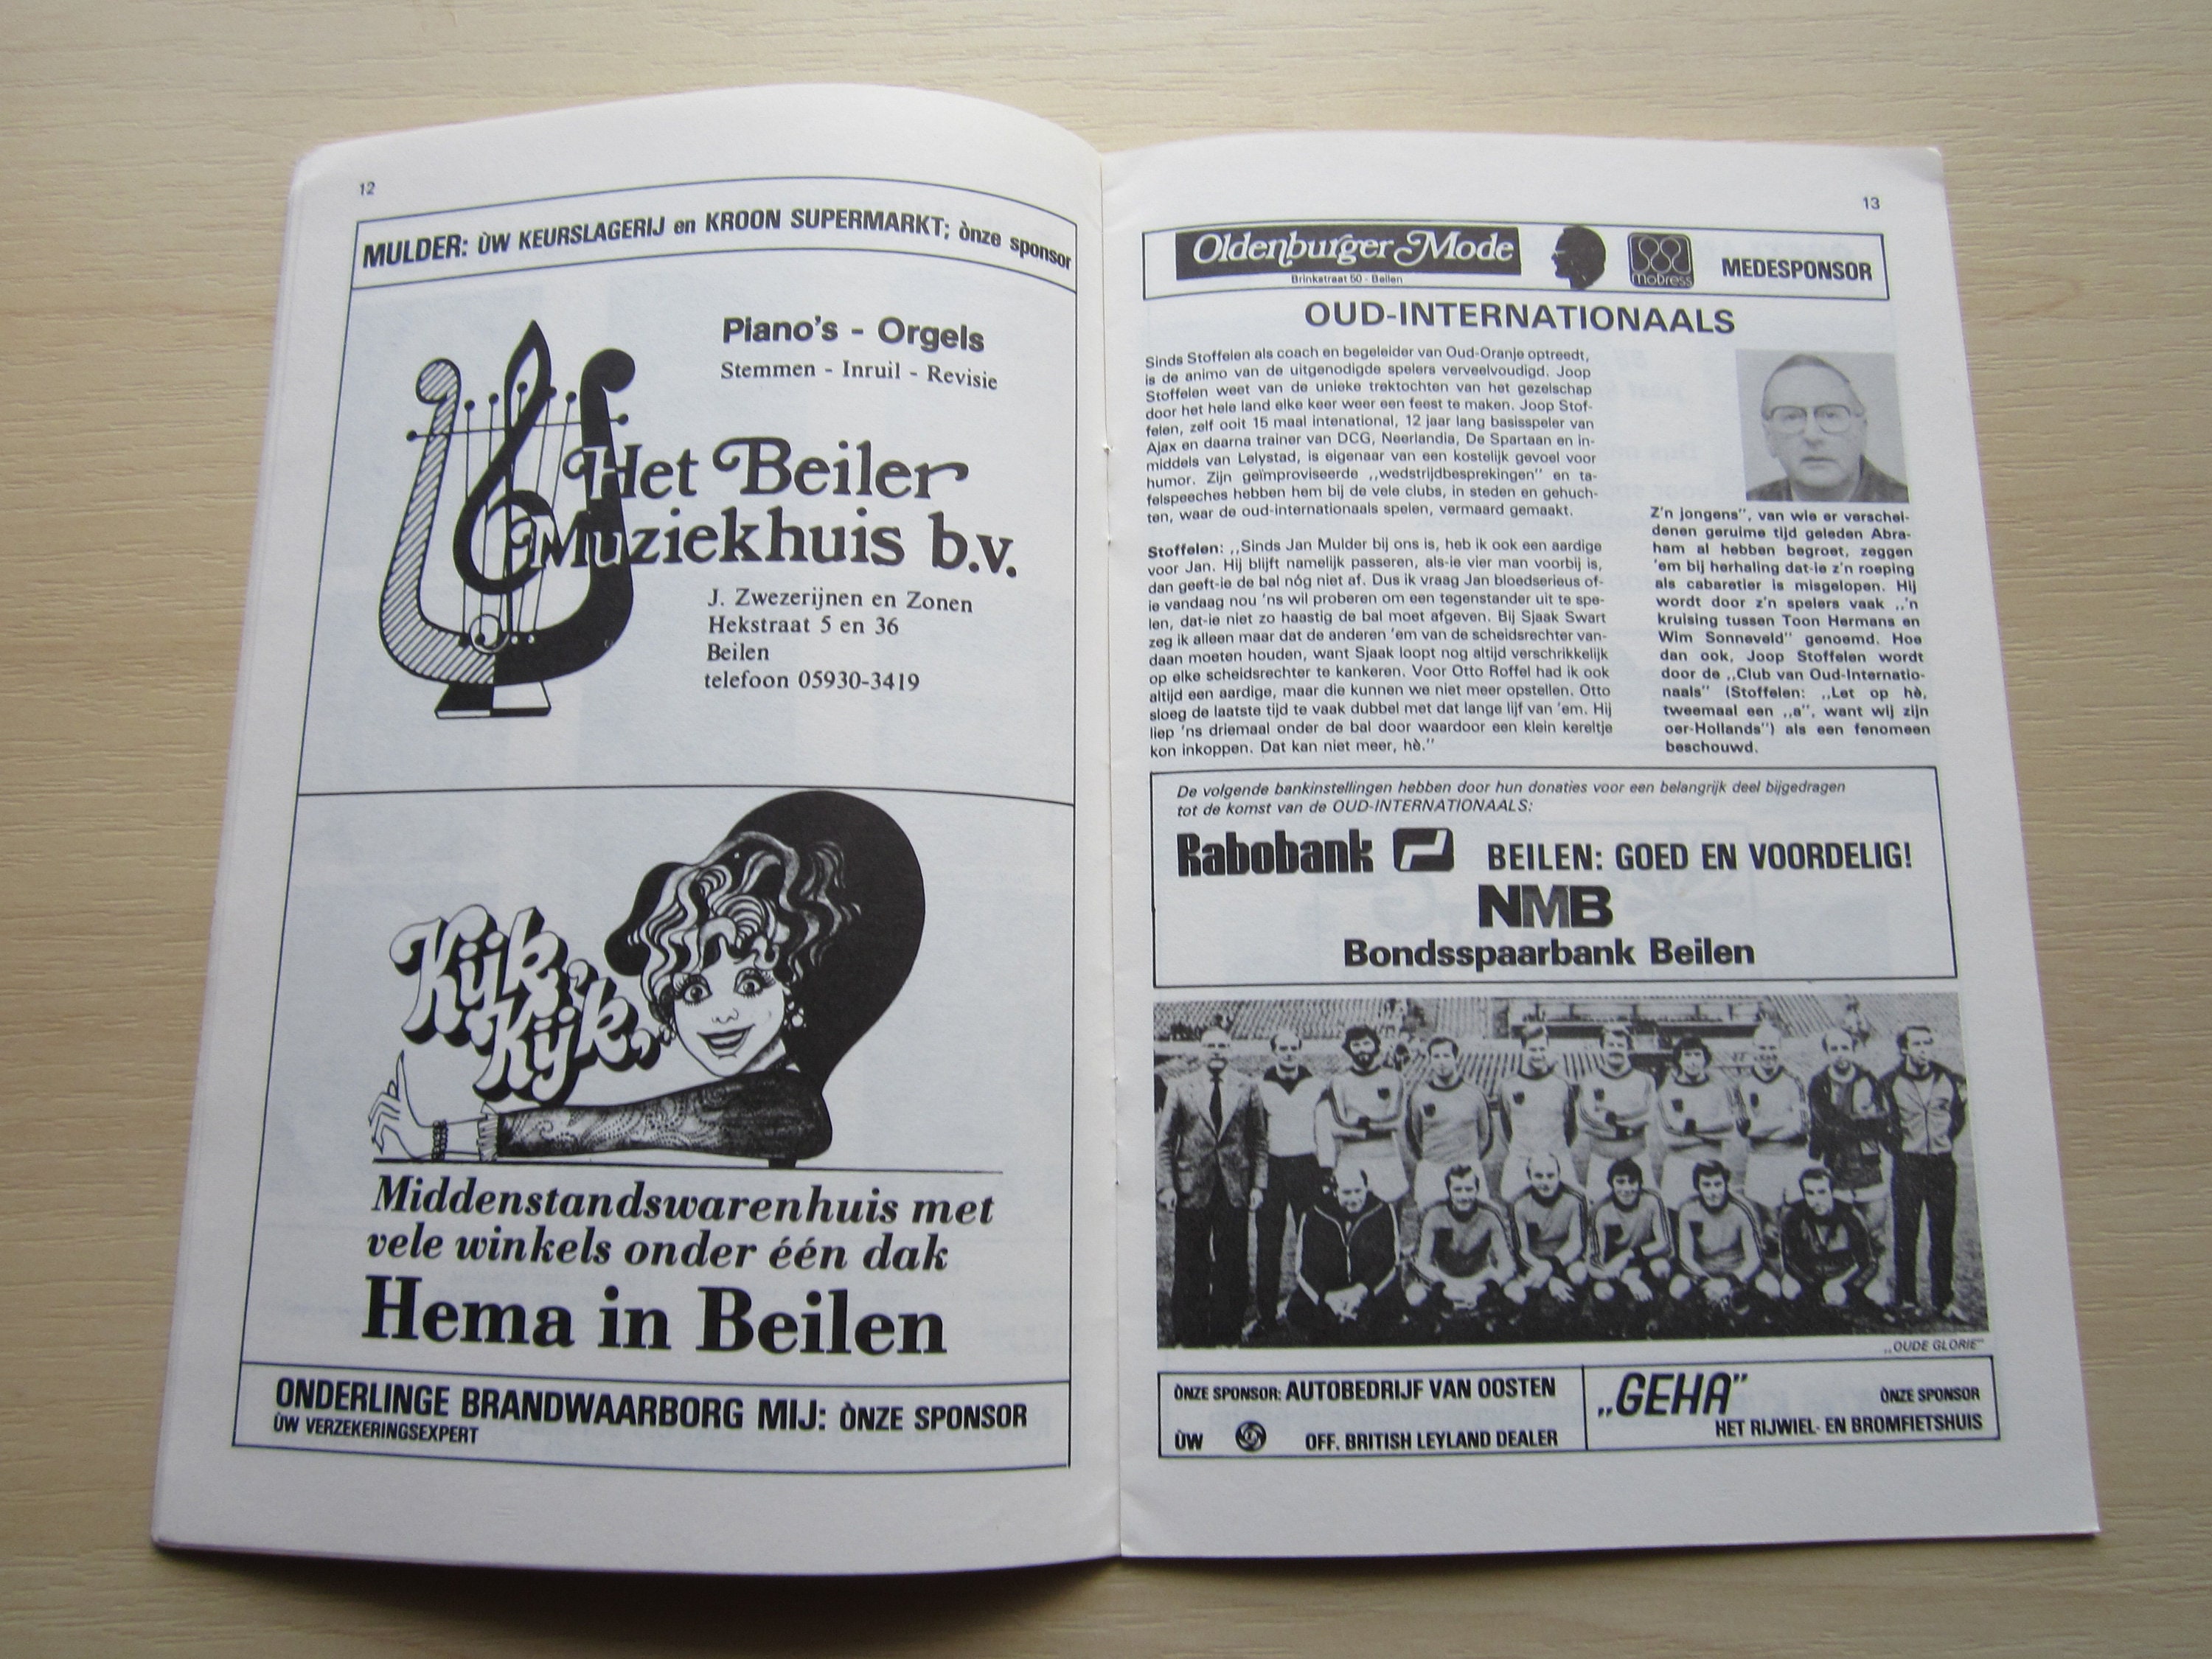 12
MULDER: ÙW KEURSLAGERIJ en KROON SUPERMARKT; ònze sponsor
Piano's - Orgels
Stemmen - Inruil - Revisie
Het Beiler
Muziekhuis b.v.
J. Zwezerijnen en Zonen
Hekstraat 5 en 36
Beilen
telefoon 05930-3419
Kijk,
Kijk,
Middenstandswarenhuis met
vele winkels onder één dak
Hema in Beilen
ONDERLINGE BRANDWAARBORG MIJ: ÒNZE SPONSOR
ÙW VERZEKERINGSEXPERT
13
Oldenburger Mode
Brinkstraat 50 - Beilen
mobress
MEDESPONSOR
OUD-INTERNATIONAALS
Sinds Stoffelen als coach en begeleider van Oud-Oranje optreedt,
is de animo van de uitgenodigde spelers verveelvoudigd. Joop
Stoffelen weet van de unieke trektochten van het gezelschap
door het hele land elke keer weer een feest te maken. Joop Stof-
felen, zelf ooit 15 maal intenational, 12 jaar lang basisspeler van
Ajax en daarna trainer van DCG, Neerlandia, De Spartaan en in-
middels van Lelystad, is eigenaar van een kostelijk gevoel voor
humor. Zijn geïmproviseerde ,,wedstrijdbesprekingen" en ta-
felspeeches hebben hem bij de vele clubs, in steden en gehuch-
ten, waar de oud-internationaals spelen, vermaard gemaakt.
Stoffelen: ,,Sinds Jan Mulder bij ons is, heb ik ook een aardige
voor Jan. Hij blijft namelijk passeren, als-ie vier man voorbij is,
dan geeft-ie de bal nóg niet af. Dus ik vraag Jan bloedserieus of-
ie vandaag nou 'ns wil proberen om een tegenstander uit te spe-
len, dat-ie niet zo haastig de bal moet afgeven. Bij Sjaak Swart
zeg ik alleen maar dat de anderen 'em van de scheidsrechter van-
daan moeten houden, want Sjaak loopt nog altijd verschrikkelijk
op elke scheidsrechter te kankeren. Voor Otto Roffel had ik ook
altijd een aardige, maar die kunnen we niet meer opstellen. Otto
sloeg de laatste tijd te vaak dubbel met dat lange lijf van 'em. Hij
liep 'ns driemaal onder de bal door waardoor een klein kereltje
kon inkoppen. Dat kan niet meer, hè."
Z'n jongens", van wie er verschei-
denen geruime tijd geleden Abra-
ham al hebben begroet, zeggen
'em bij herhaling dat-ie z'n roeping
als cabaretier is misgelopen. Hij
wordt door z'n spelers vaak ,,'n
kruising tussen Toon Hermans en
Wim Sonneveld" genoemd. Hoe
dan ook, Joop Stoffelen wordt
door de ,,Club van Oud-Internatio-
naals" (Stoffelen: ,,Let op hè,
tweemaal een ,,a", want wij zijn
oer-Hollands") als een fenomeen
beschouwd.
De volgende bankinstellingen hebben door hun donaties voor een belangrijk deel bijgedragen
tot de komst van de OUD-INTERNATIONAALS:
Rabobank BEILEN: GOED EN VOORDELIG!
NMB
Bondsspaarbank Beilen
,,OUDE GLORIE"
ÒNZE SPONSOR: AUTOBEDRIJF VAN OOSTEN
ÙW OFF. BRITISH LEYLAND DEALER
,,GEHA" ÒNZE SPONSOR
HET RIJWIEL- EN BROMFIETSHUIS